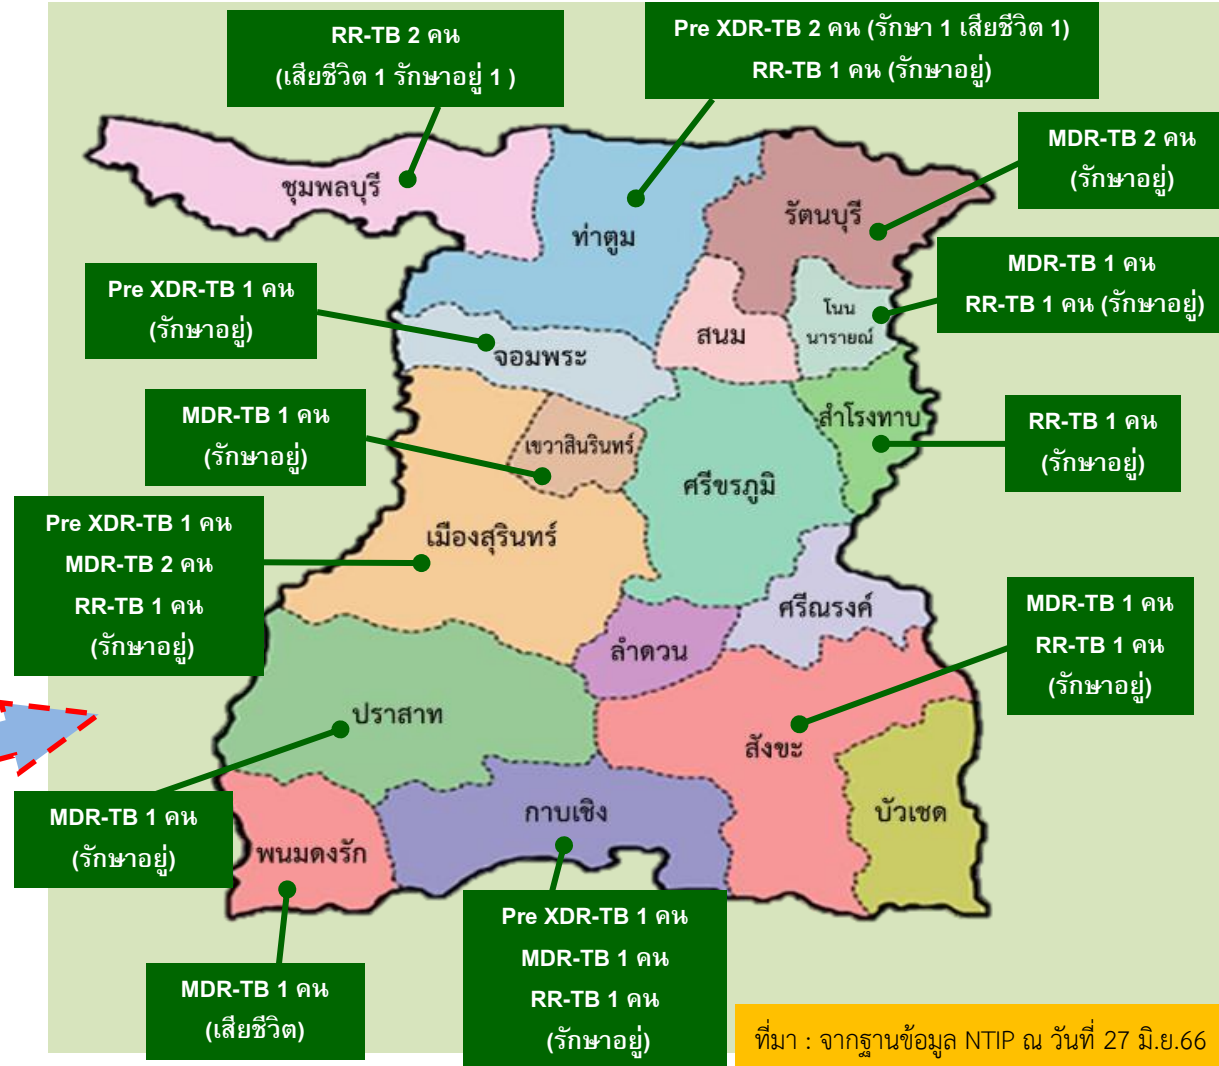 RR-TB 2 คน
(เสียชีวิต 1 รักษาอยู่ 1 )
Pre XDR-TB 2 คน (รักษา 1 เสียชีวิต 1)
RR-TB 1 คน (รักษาอยู่)
MDR-TB 2 คน
(รักษาอยู่)
ชุมพลบุรี
ท่าตูม
รัตนบุรี
Pre XDR-TB 1 คน
(รักษาอยู่)
MDR-TB 1 คน
RR-TB 1 คน (รักษาอยู่)
จอมพระ
สนม
โนน
นารายณ์
MDR-TB 1 คน
(รักษาอยู่)
เขวาสินรินทร์
สำโรงทาบ
RR-TB 1 คน
(รักษาอยู่)
ศรีขรภูมิ
Pre XDR-TB 1 คน
MDR-TB 2 คน
RR-TB 1 คน
(รักษาอยู่)
เมืองสุรินทร์
ศรีณรงค์
ลำดวน
MDR-TB 1 คน
RR-TB 1 คน
(รักษาอยู่)
ปราสาท
สังขะ
บัวเชด
กาบเชิง
พนมดงรัก
MDR-TB 1 คน
(รักษาอยู่)
MDR-TB 1 คน
(เสียชีวิต)
Pre XDR-TB 1 คน
MDR-TB 1 คน
RR-TB 1 คน
(รักษาอยู่)
ที่มา : จากฐานข้อมูล NTIP ณ วันที่ 27 มิ.ย.66